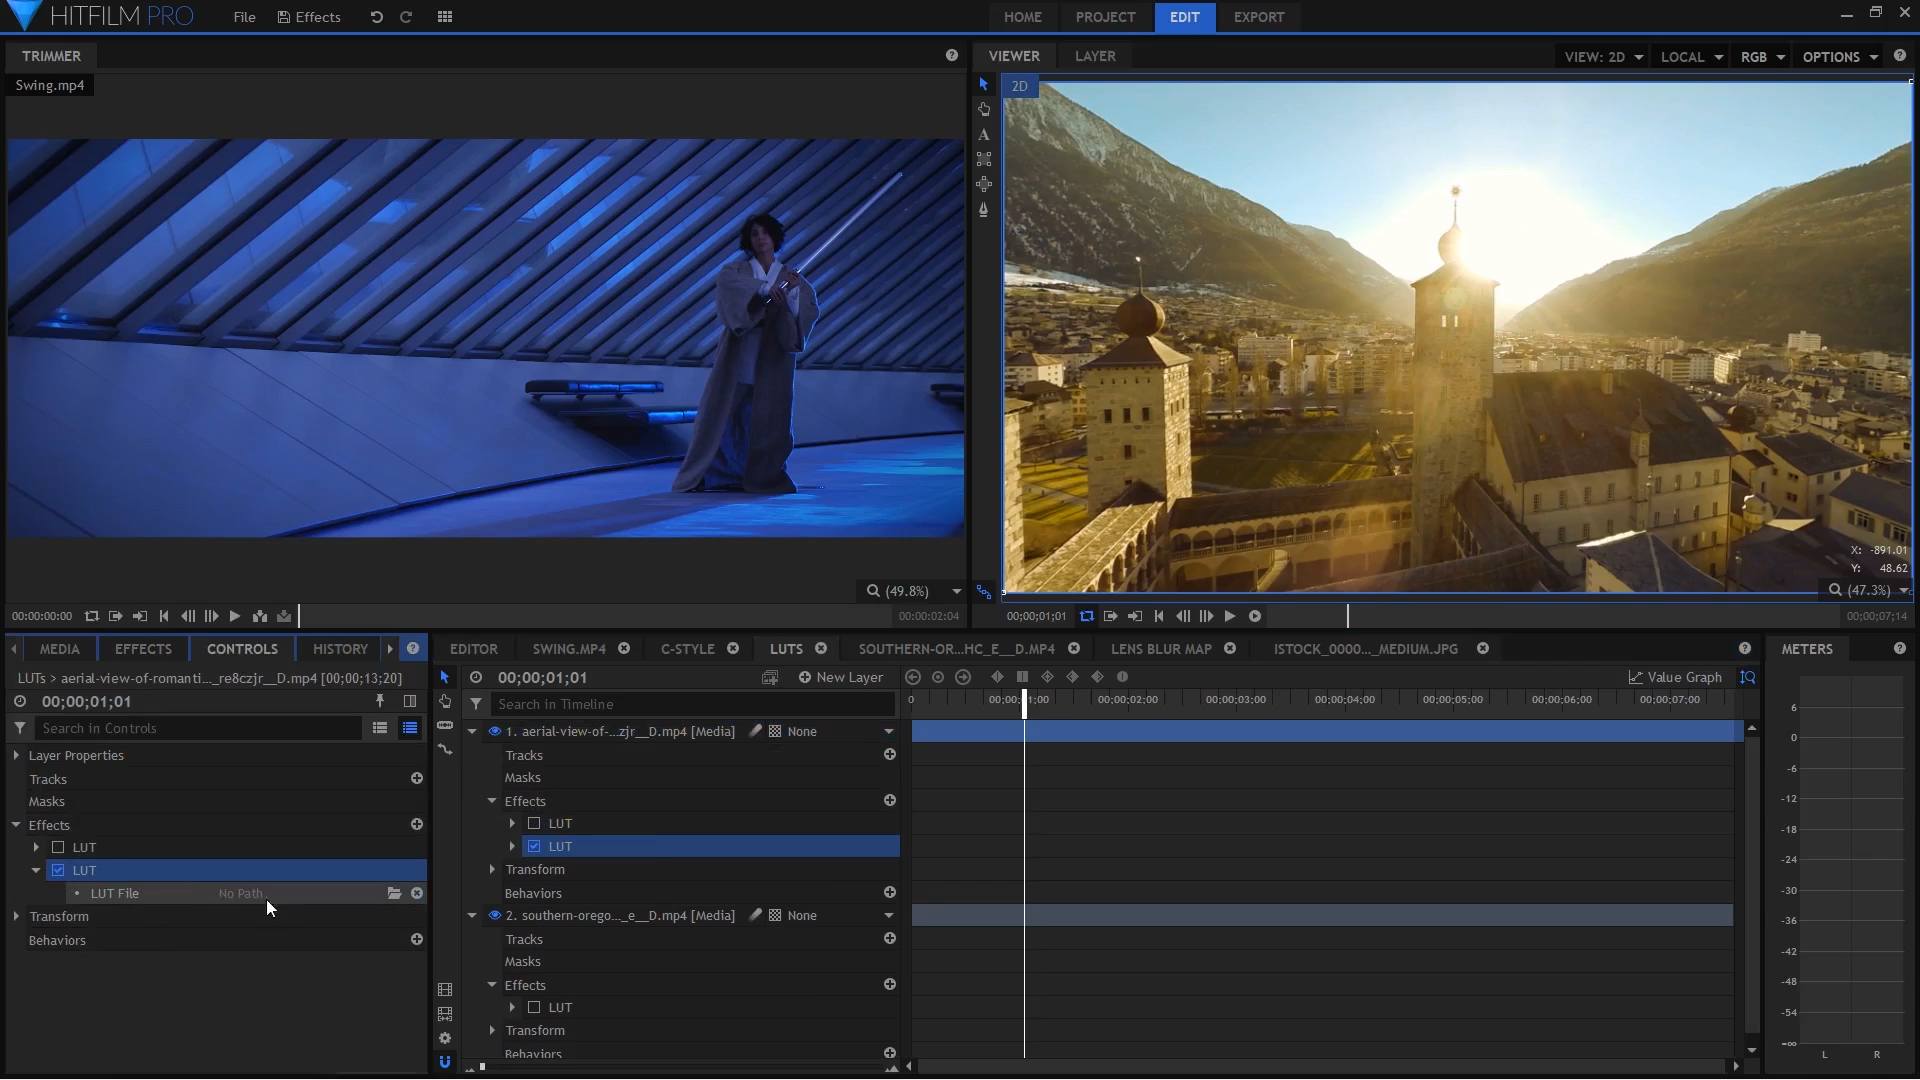 HITFILM PRO
File
Effects
HOME
PROJECT
EDIT
EXPORT
TRIMMER
Swing.mp4
(49.8%)
00:00:00:00
00:00:02:04
VIEWER
LAYER
VIEW: 2D
LOCAL
RGB
OPTIONS
2D
A
X: -891.01
Y: 48.62
(47.3%)
00;00;01;01
00;00;07;14
MEDIA
EFFECTS
CONTROLS
HISTORY
LUTs > aerial-view-of-romanti..._re8czjr__D.mp4 [00;00;13;20]
00;00;01;01
Search in Controls
Layer Properties
Tracks
Masks
Effects
LUT
LUT
LUT File No Path
Transform
Behaviors
EDITOR
SWING.MP4
C-STYLE
LUTS
SOUTHERN-OR...HC_E__D.MP4
LENS BLUR MAP
ISTOCK_0000..._MEDIUM.JPG
00;00;01;01
New Layer
Value Graph
Search in Timeline
0
00;00;01;00
00;00;02;00
00;00;03;00
00;00;04;00
00;00;05;00
00;00;06;00
00;00;07;00
1. aerial-view-of-...zjr__D.mp4 [Media]
None
Tracks
Masks
Effects
LUT
LUT
Transform
Behaviors
2. southern-orego..._e__D.mp4 [Media]
None
Tracks
Masks
Effects
LUT
Transform
Behaviors
METERS
6
0
-6
-12
-18
-24
-30
-36
-42
-48
-54
-∞
L R